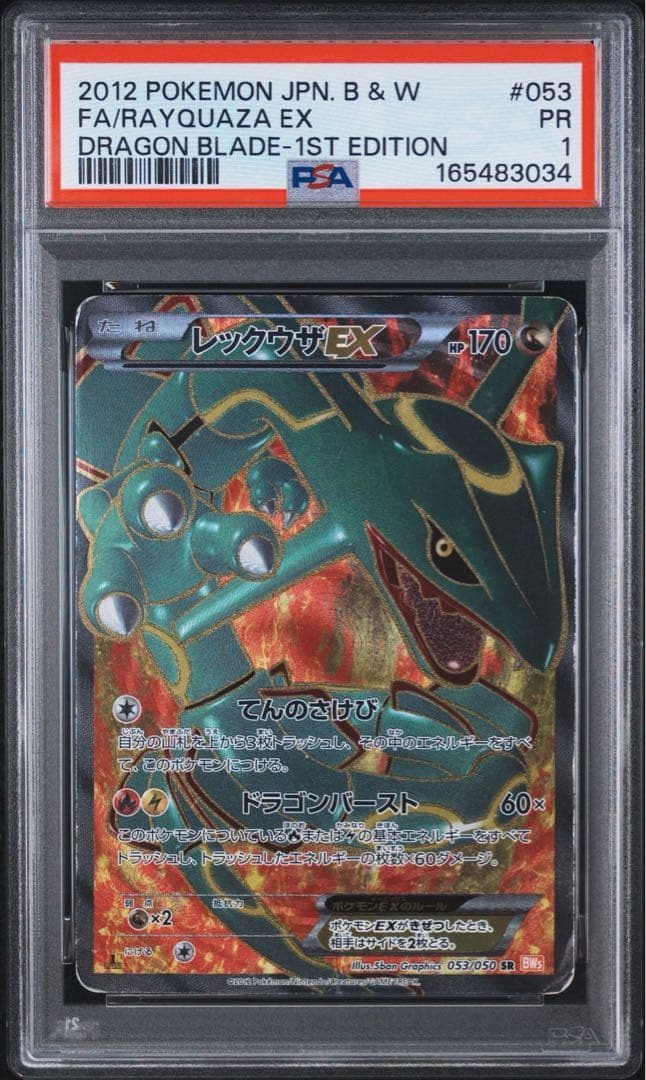 2012 POKEMON JPN. B & W #053
FA/RAYQUAZA EX PR
DRAGON BLADE-1ST EDITION 1
PSA 165483034
たね レックウザEX HP 170
てんのさけび
自分の山札を上から3枚トラッシュし、その中のエネルギーをすべ
て、このポケモンにつける。
ドラゴンバースト 60×
このポケモンについている または の基本エネルギーをすべて
トラッシュし、トラッシュしたエネルギーの枚数×60ダメージ。
弱点 ×2 抵抗力
ポケモンEXのルール
ポケモンEXがきぜつしたとき、
相手はサイドを2枚とる。
にげる
Illus. 5ban Graphics 053/050 SR BW5
©2012 Pokémon/Nintendo/Creatures/GAME FREAK.
PSA